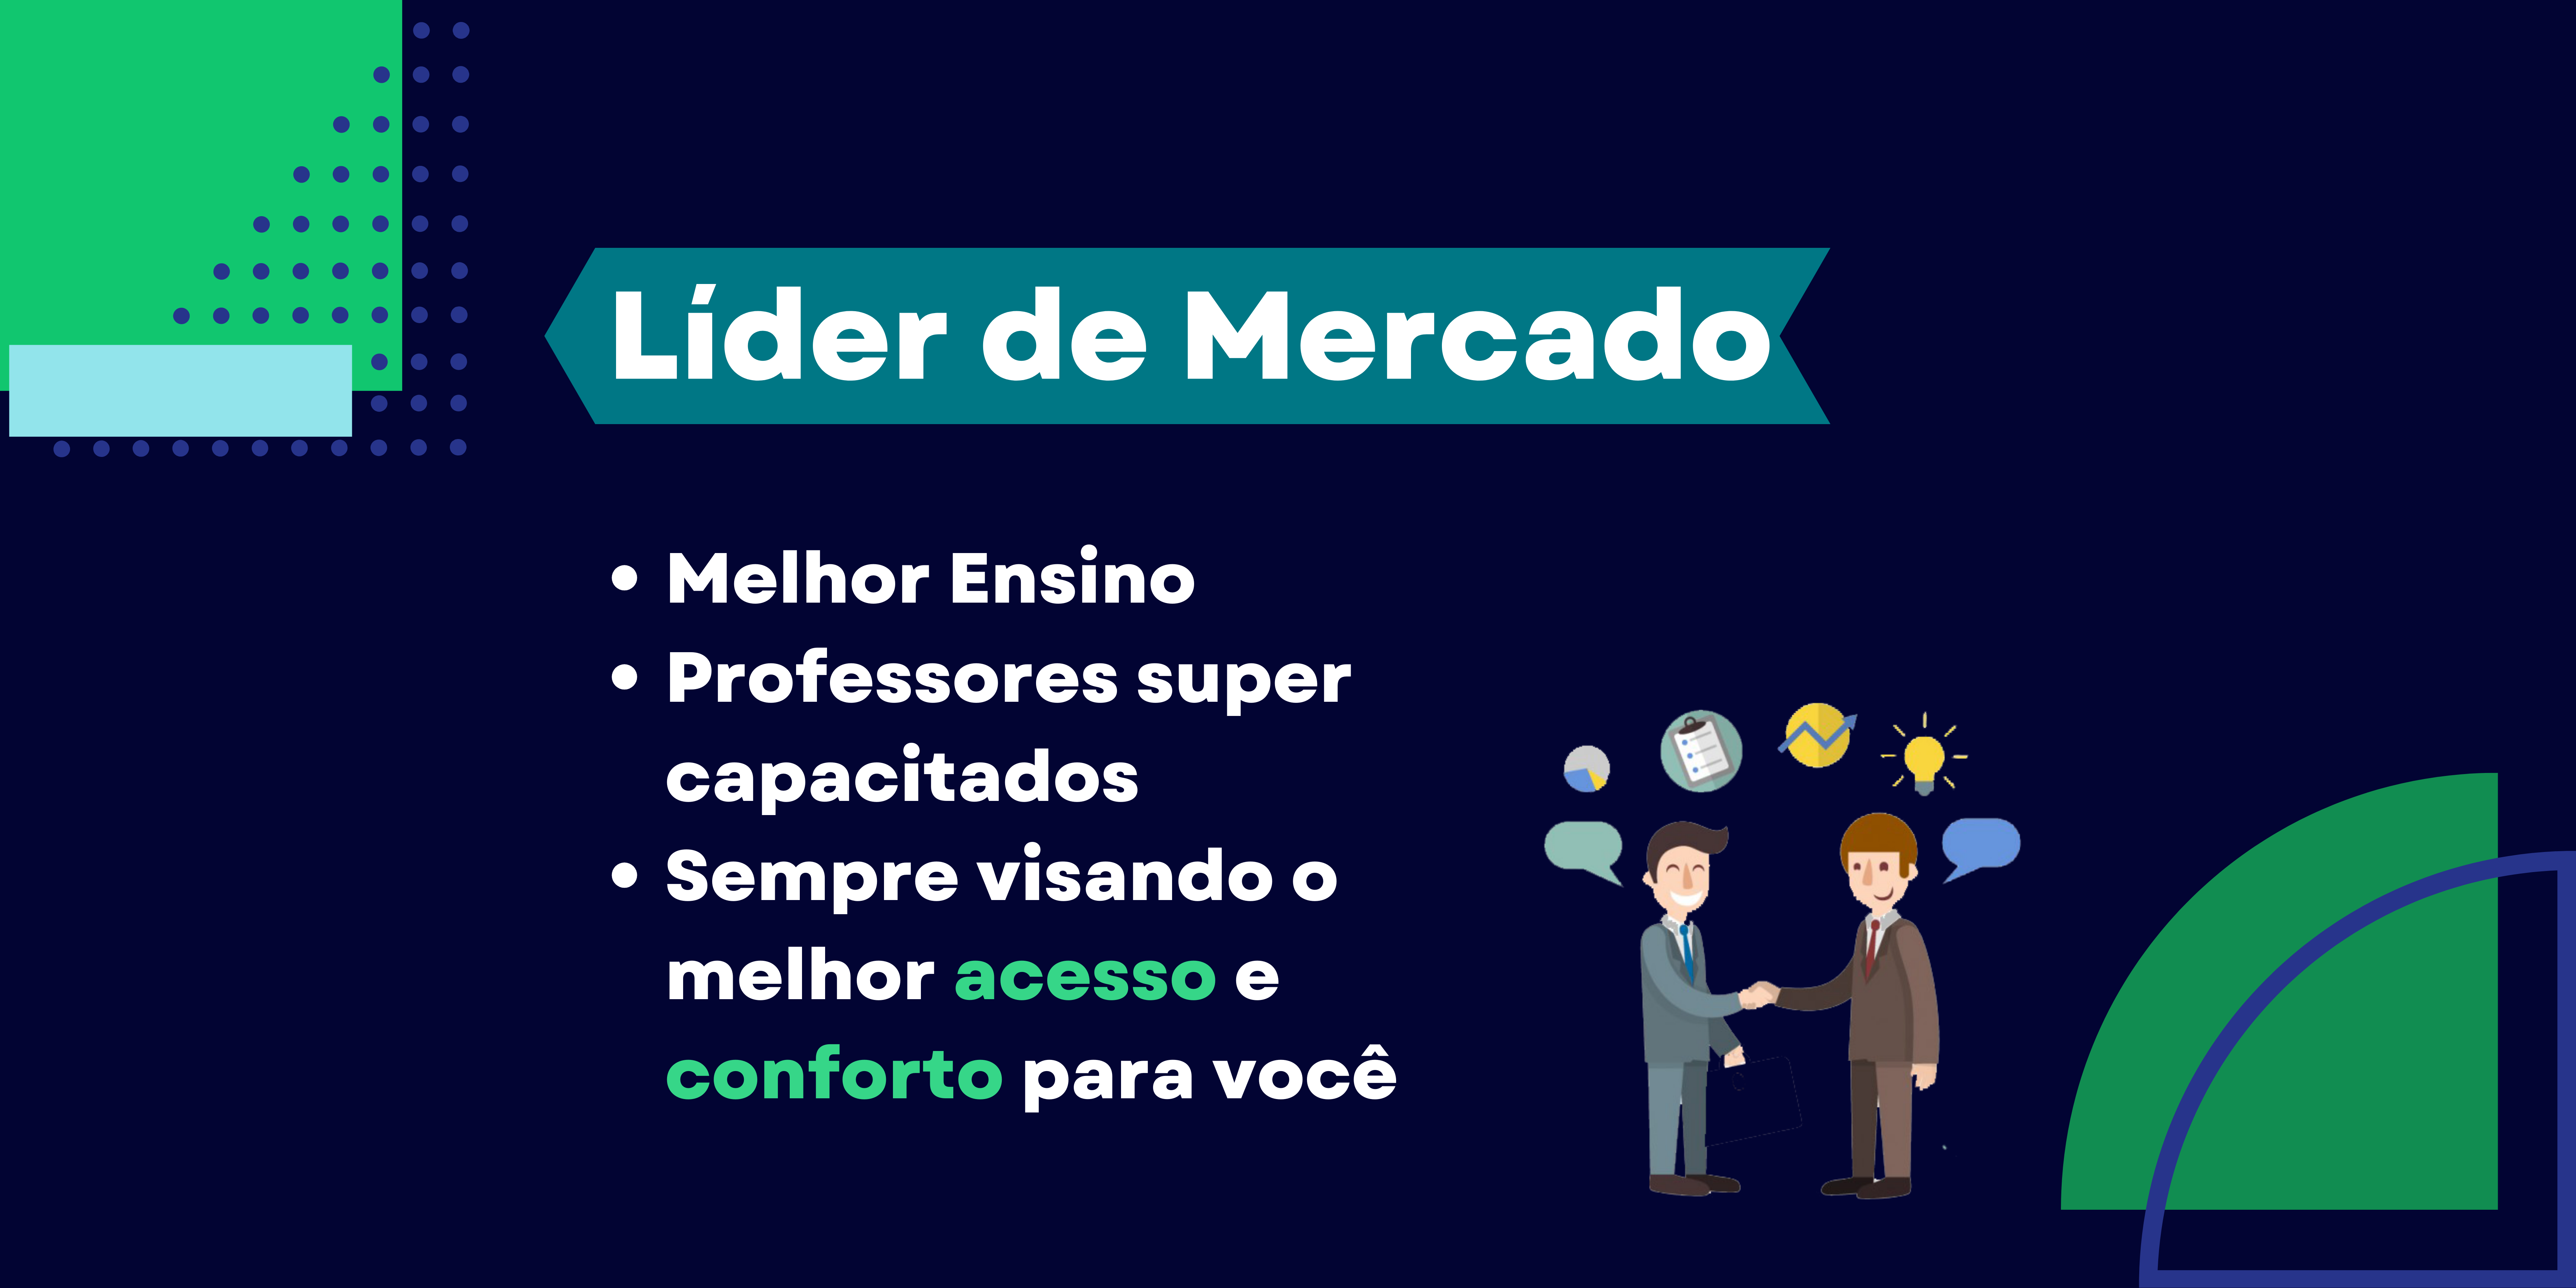 Líder de Mercado
• Melhor Ensino
• Professores super
capacitados
• Sempre visando o
melhor acesso e
conforto para você